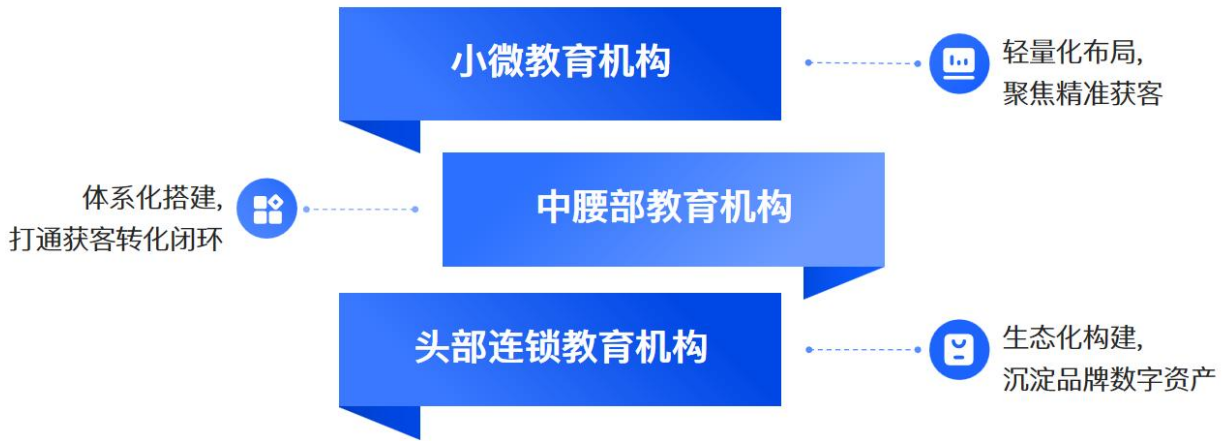 小微教育机构
轻量化布局,
聚焦精准获客
体系化搭建,
打通获客转化闭环
中腰部教育机构
头部连锁教育机构
生态化构建,
沉淀品牌数字资产